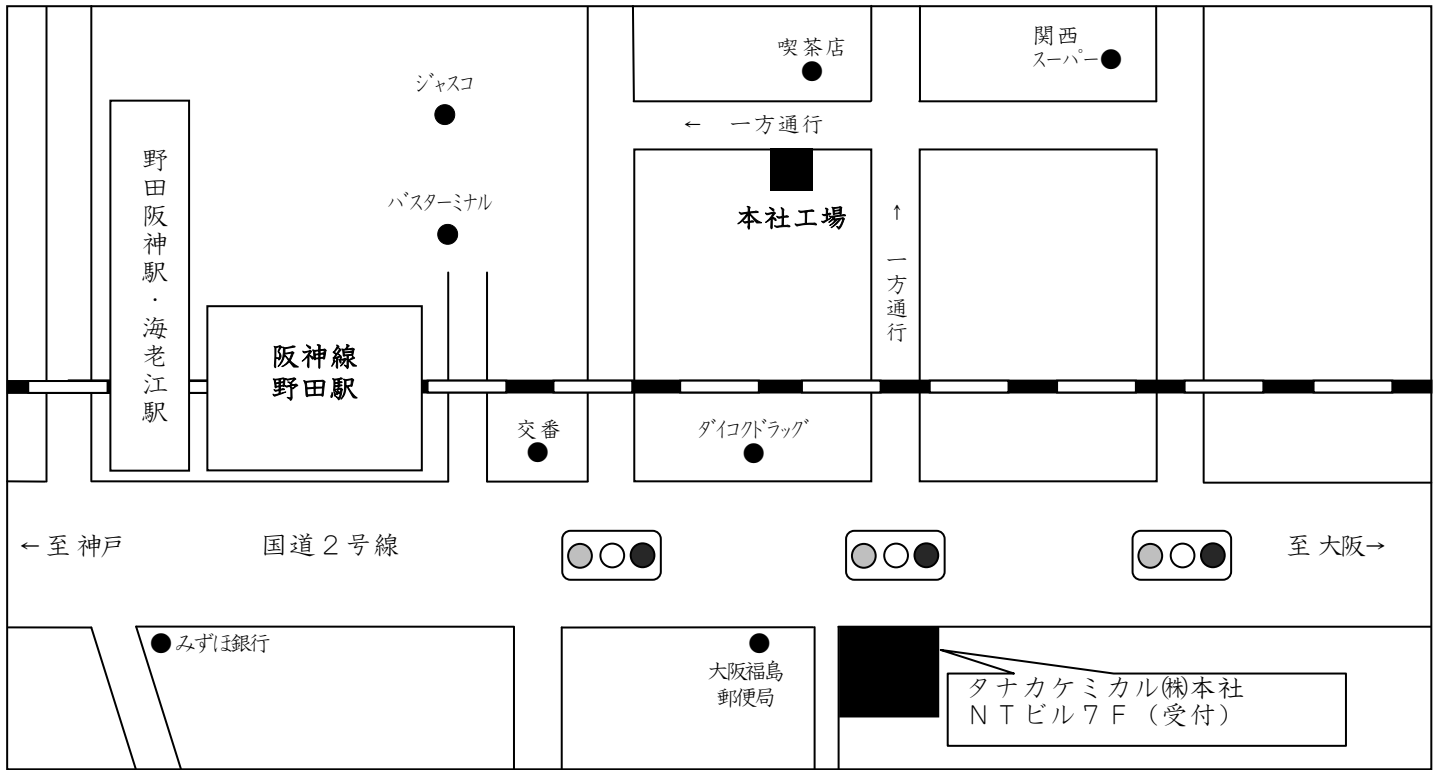 喫茶店
関西
スーパー
ジャスコ
← 一方通行
野田阪神駅・海老江駅
バスターミナル
本社工場
↑ 一方通行
阪神線
野田駅
交番
ダイコクドラッグ
←至 神戸
国道２号線
至 大阪→
みずほ銀行
大阪福島
郵便局
タナカケミカル㈱本社
ＮＴビル７Ｆ（受付）